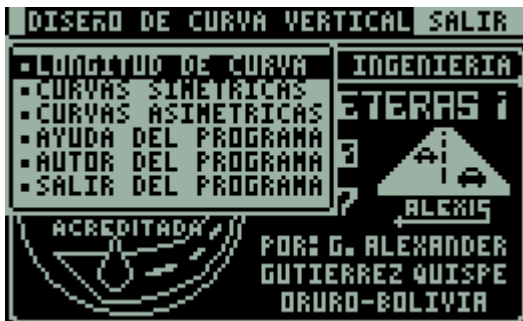 DISEÑO DE CURVA VERTICAL SALIR
▪LONGITUD DE CURVA
▪CURVAS SIMETRICAS
▪CURVAS ASIMETRICAS
▪AYUDA DEL PROGRAMA
▪AUTOR DEL PROGRAMA
▪SALIR DEL PROGRAMA
INGENIERIA
ETERAS i
ALEXIS
ACREDITADA
POR: G. ALEXANDER
GUTIERREZ QUISPE
ORURO-BOLIVIA